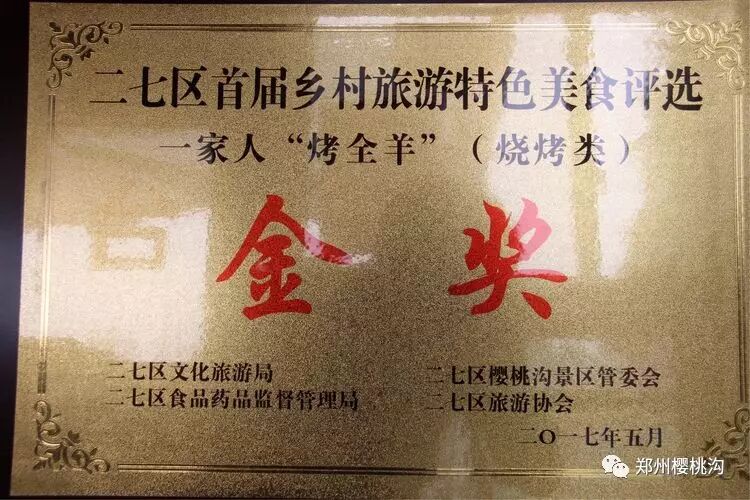 二七区首届乡村旅游特色美食评选
一家人“烤全羊”（烧烤类）
金奖
二七区文化旅游局
二七区食品药品监督管理局
二七区樱桃沟景区管委会
二七区旅游协会
二〇一七年五月
郑州樱桃沟